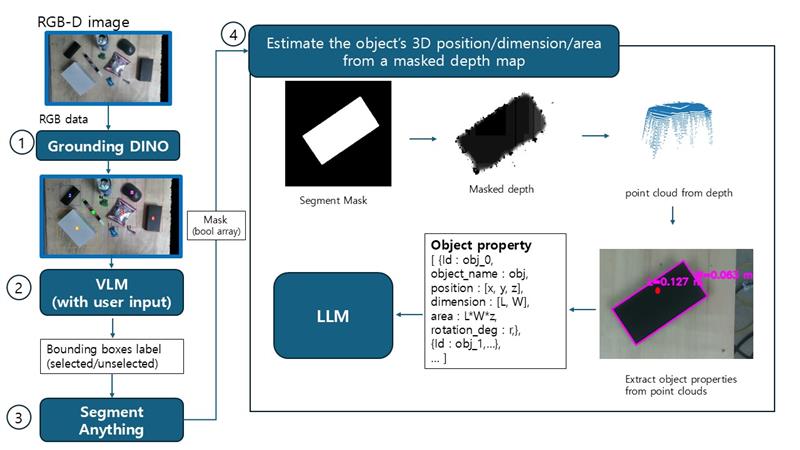 RGB-D image
RGB data
1
Grounding DINO
2
VLM
(with user input)
Bounding boxes label
(selected/unselected)
3
Segment
Anything
Mask
(bool array)
4
Estimate the object's 3D position/dimension/area
from a masked depth map
Segment Mask
Masked depth
point cloud from depth
=0.127 m
=0.063 m
Extract object properties
from point clouds
Object property
[ {Id : obj_0,
object_name : obj,
position : [x, y, z],
dimension : [L, W],
area : L*W*z,
rotation_deg : r,},
{Id : obj_1,...},
... ]
LLM